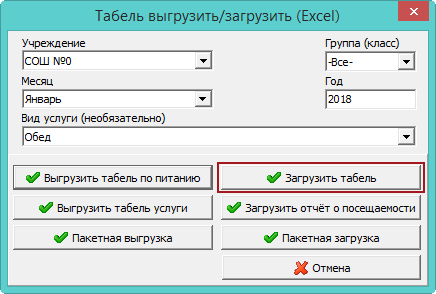 Табель выгрузить/загрузить (Excel)
Учреждение
Группа (класс)
СОШ №0
-Все-
Месяц
Год
Январь
2018
Вид услуги (необязательно)
Обед
Выгрузить табель по питанию
Загрузить табель
Выгрузить табель услуги
Загрузить отчёт о посещаемости
Пакетная выгрузка
Пакетная загрузка
Отмена